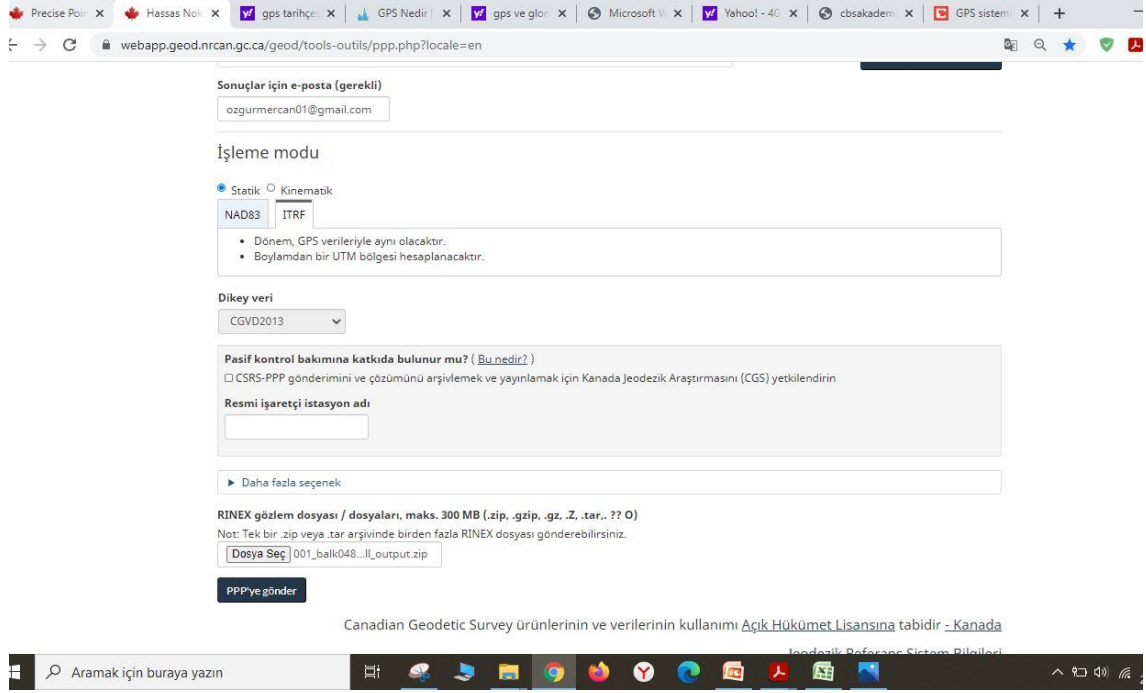 Precise Poin
Hassas Nok
gps tarihçe
GPS Nedir
gps ve glon
Microsoft W
Yahoo! - 40
cbsakadem
GPS sistem
webapp.geod.nrcan.gc.ca/geod/tools-outils/ppp.php?locale=en
Sonuçlar için e-posta (gerekli)
ozgurmercan01@gmail.com
İşleme modu
Statik Kinematik
NAD83 ITRF
• Dönem, GPS verileriyle aynı olacaktır.
• Boylamdan bir UTM bölgesi hesaplanacaktır.
Dikey veri
CGVD2013
Pasif kontrol bakımına katkıda bulunur mu? ( Bu nedir? )
CSRS-PPP gönderimini ve çözümünü arşivlemek ve yayınlamak için Kanada Jeodezik Araştırmasını (CGS) yetkilendirin
Resmi işaretçi istasyon adı
Daha fazla seçenek
RINEX gözlem dosyası / dosyaları, maks. 300 MB (.zip, .gzip, .gz, .Z, .tar,. ?? O)
Not: Tek bir .zip veya .tar arşivinde birden fazla RINEX dosyası gönderebilirsiniz.
Dosya Seç 001_balk048...ll_output.zip
PPP'ye gönder
Canadian Geodetic Survey ürünlerinin ve verilerinin kullanımı Açık Hükümet Lisansına tabidir - Kanada
Jeodezik Referans Sistem Bilgileri
Aramak için buraya yazın